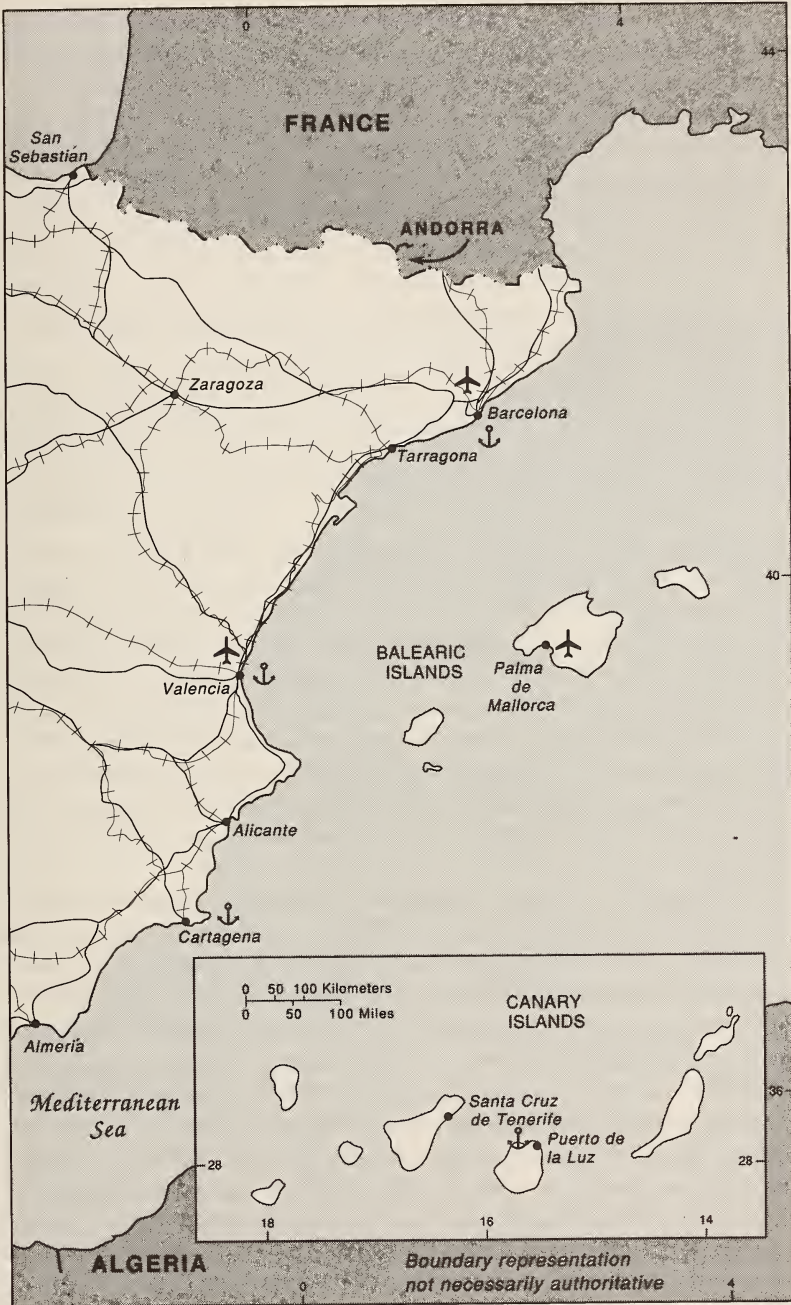 0
4
44
San
Sebastián
FRANCE
ANDORRA
Zaragoza
Barcelona
Tarragona
40
BALEARIC
ISLANDS
Palma
de
Mallorca
Valencia
Alicante
Cartagena
Almería
Mediterranean
Sea
0 50 100 Kilometers
0 50 100 Miles
CANARY
ISLANDS
36
Santa Cruz
de Tenerife
Puerto de
la Luz
28
28
18
16
14
ALGERIA
Boundary representation
not necessarily authoritative
0
4